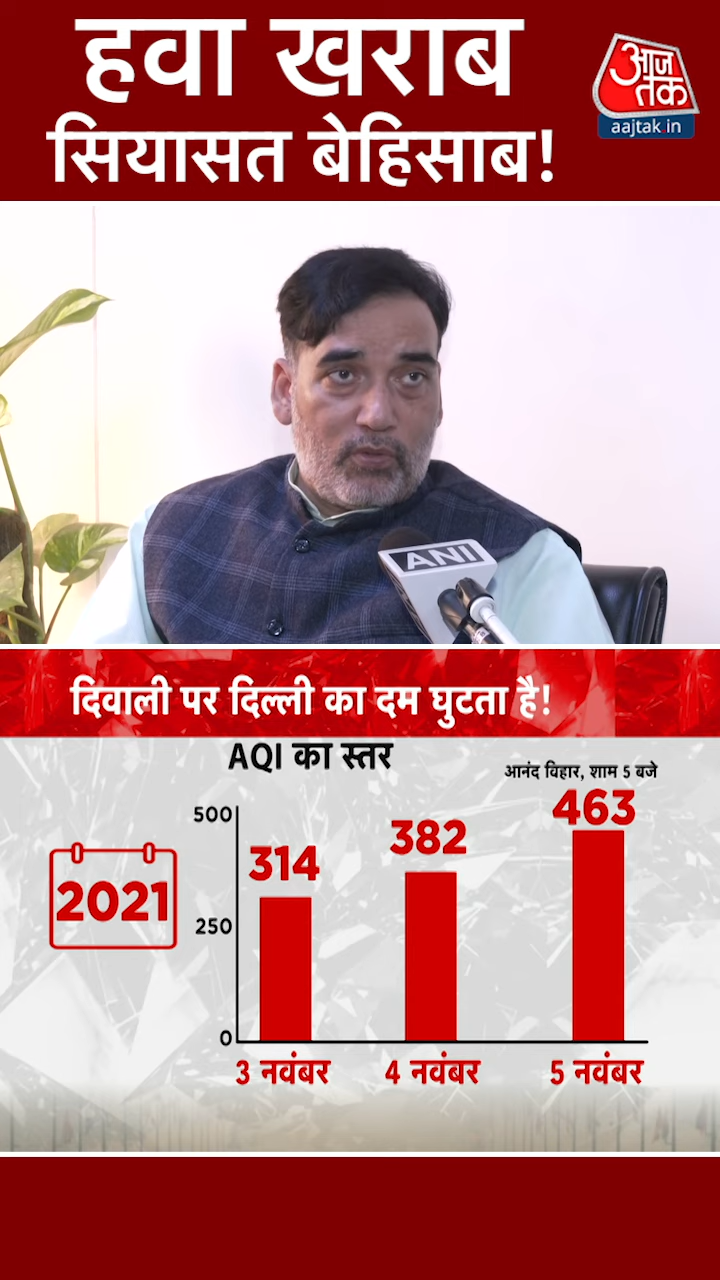 हवा खराब
सियासत बेहिसाब!
आज
तक
aajtak.in
ANI
दिवाली पर दिल्ली का दम घुटता है!
AQI का स्तर
आनंद विहार, शाम 5 बजे
500
250
0
2021
314
382
463
3 नवंबर
4 नवंबर
5 नवंबर